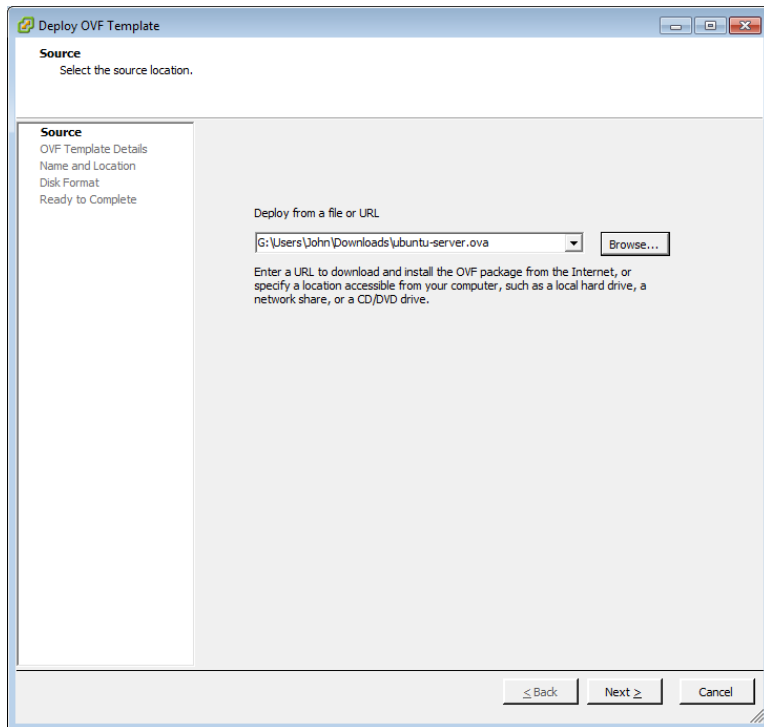 Deploy OVF Template
Source
Select the source location.
Source
OVF Template Details
Name and Location
Disk Format
Ready to Complete
Deploy from a file or URL
G:\Users\John\Downloads\ubuntu-server.ova
Browse...
Enter a URL to download and install the OVF package from the Internet, or
specify a location accessible from your computer, such as a local hard drive, a
network share, or a CD/DVD drive.
< Back
Next >
Cancel